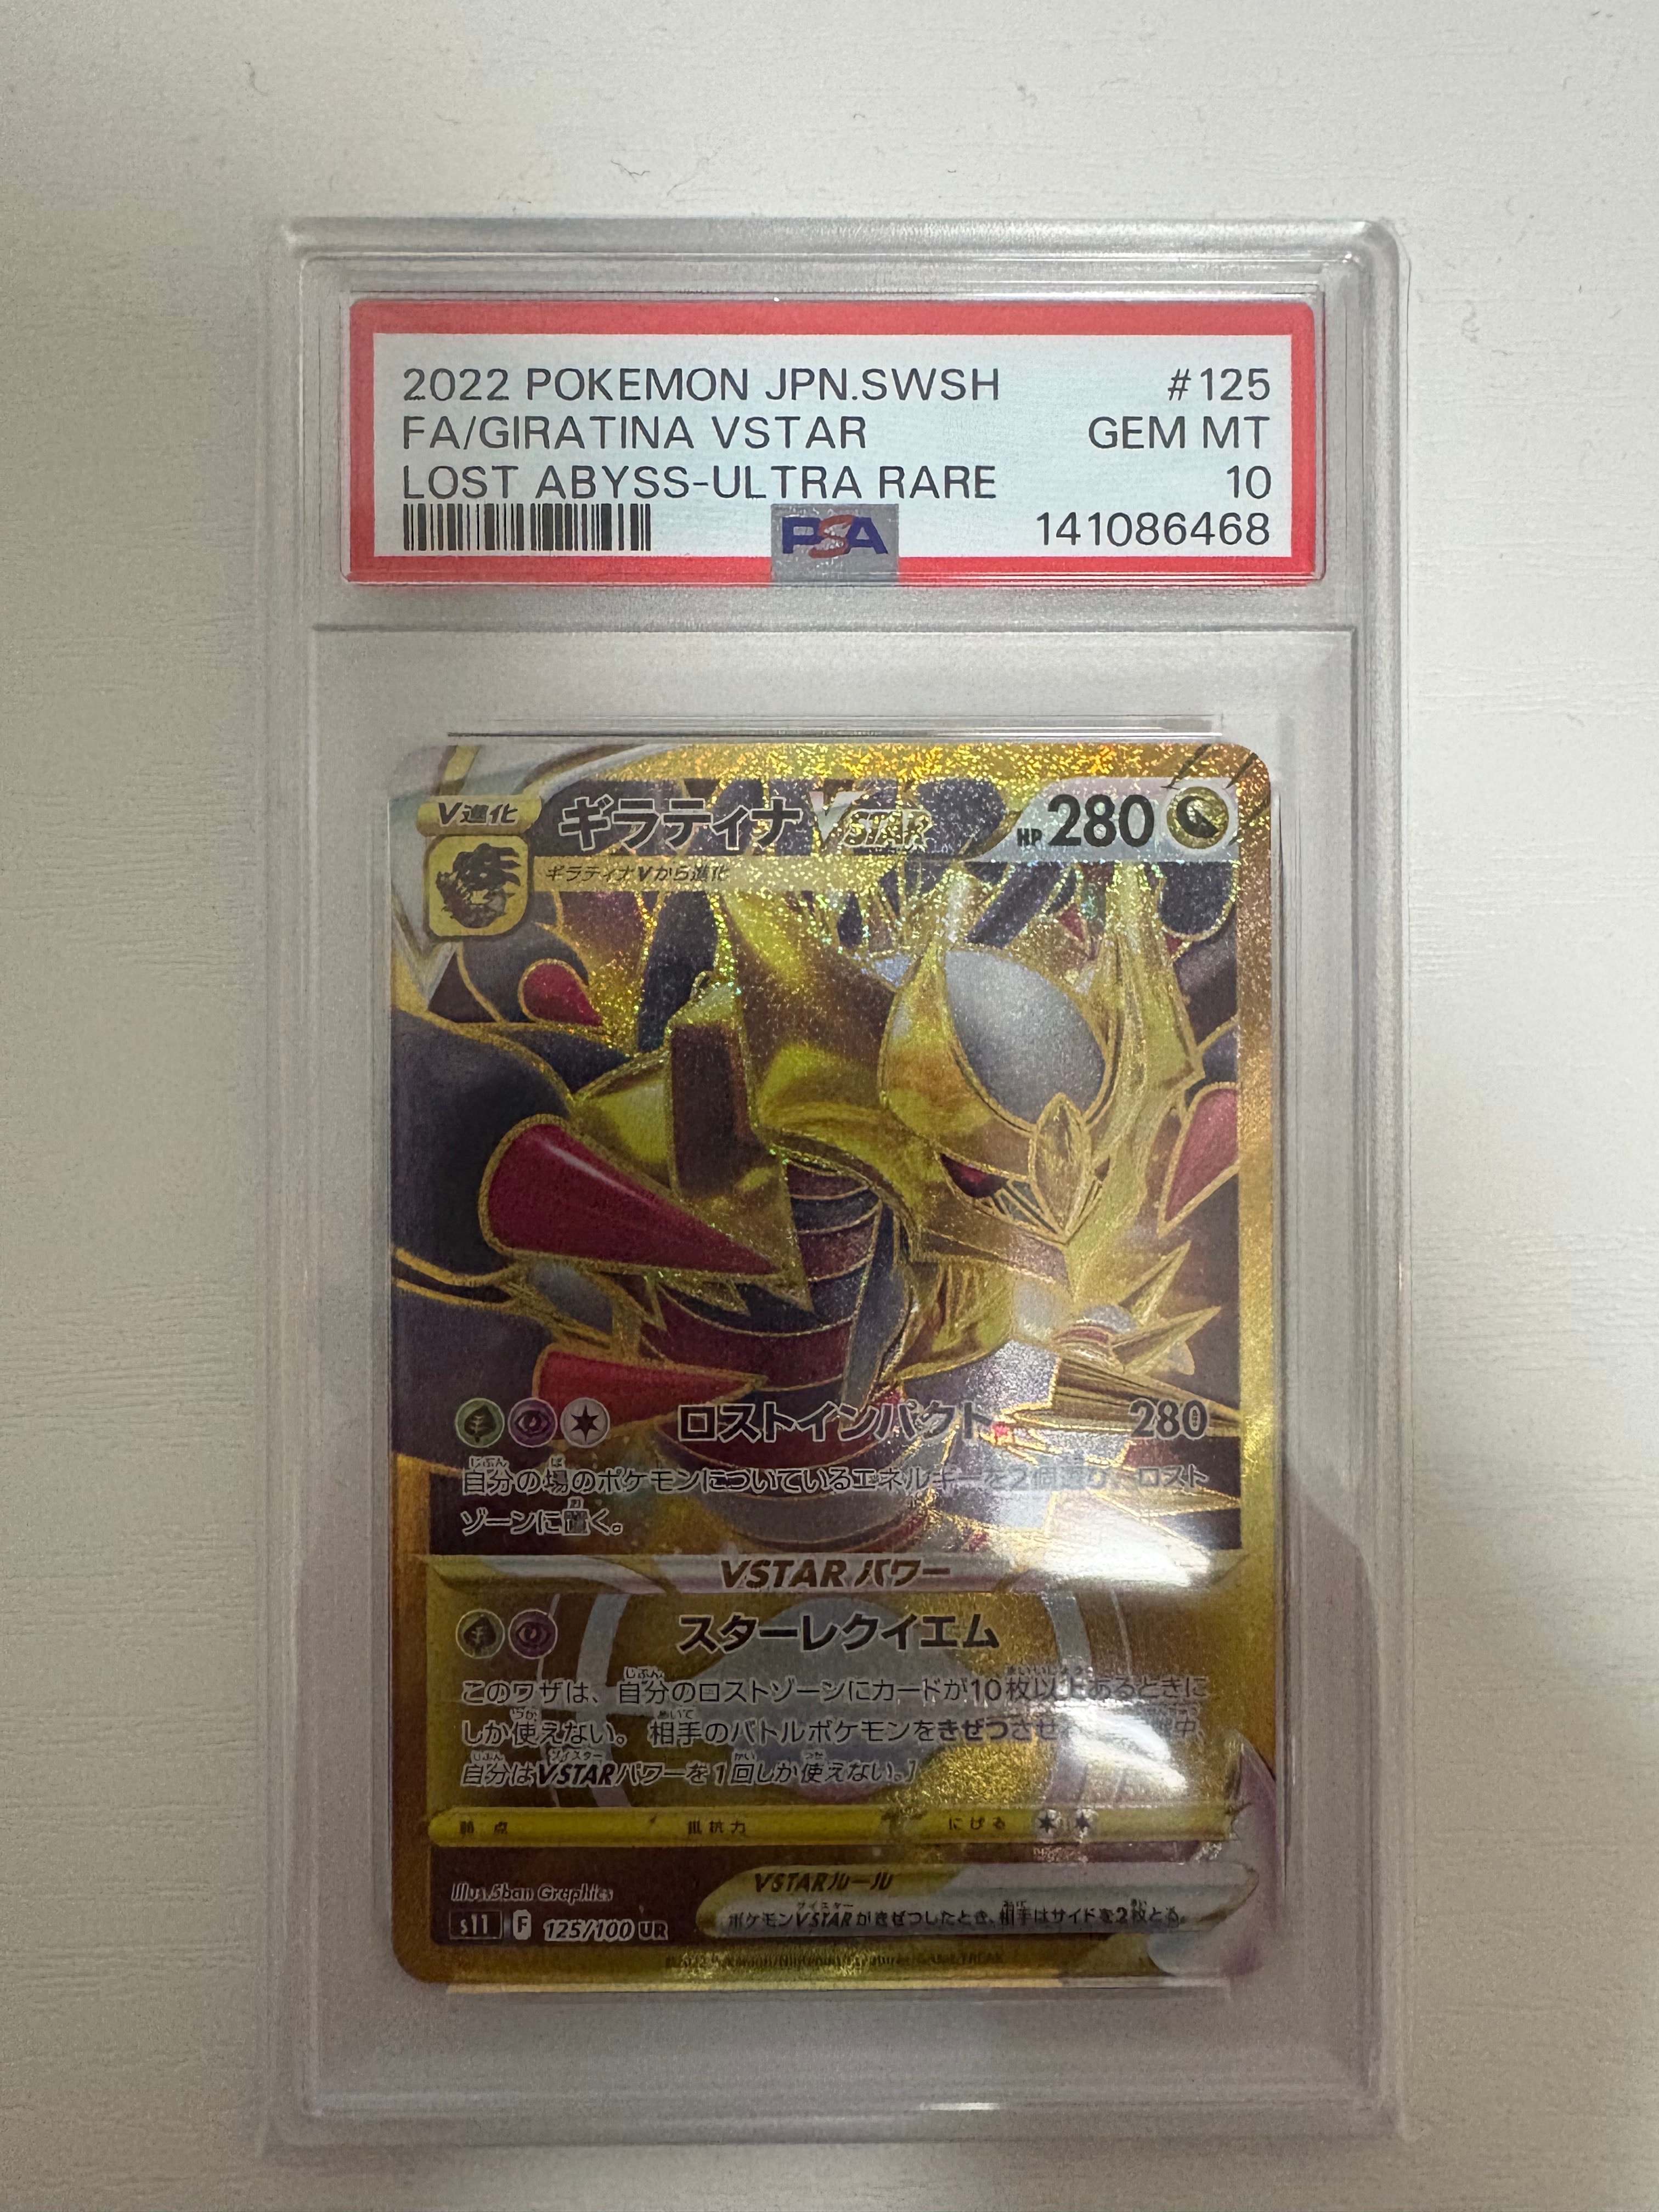 2022 POKEMON JPN.SWSH #125
FA/GIRATINA VSTAR GEM MT
LOST ABYSS-ULTRA RARE 10
PSA 141086468
V進化 ギラティナVSTAR HP 280
ギラティナVから進化
ロストインパクト 280
自分の場のポケモンについているエネルギーを2個選び、ロスト
ゾーンに置く。
VSTARパワー
スターレクイエム
このワザは、自分のロストゾーンにカードが10枚以上あるときに
しか使えない。相手のバトルポケモンをきぜつさせ 中、
自分はVSTARパワーを1回しか使えない。]
弱点 抵抗力 にげる
Illus.5ban Graphics
VSTARルール
s11 F 125/100 UR
ポケモンVSTARがきぜつしたとき、相手はサイドを2枚とる。